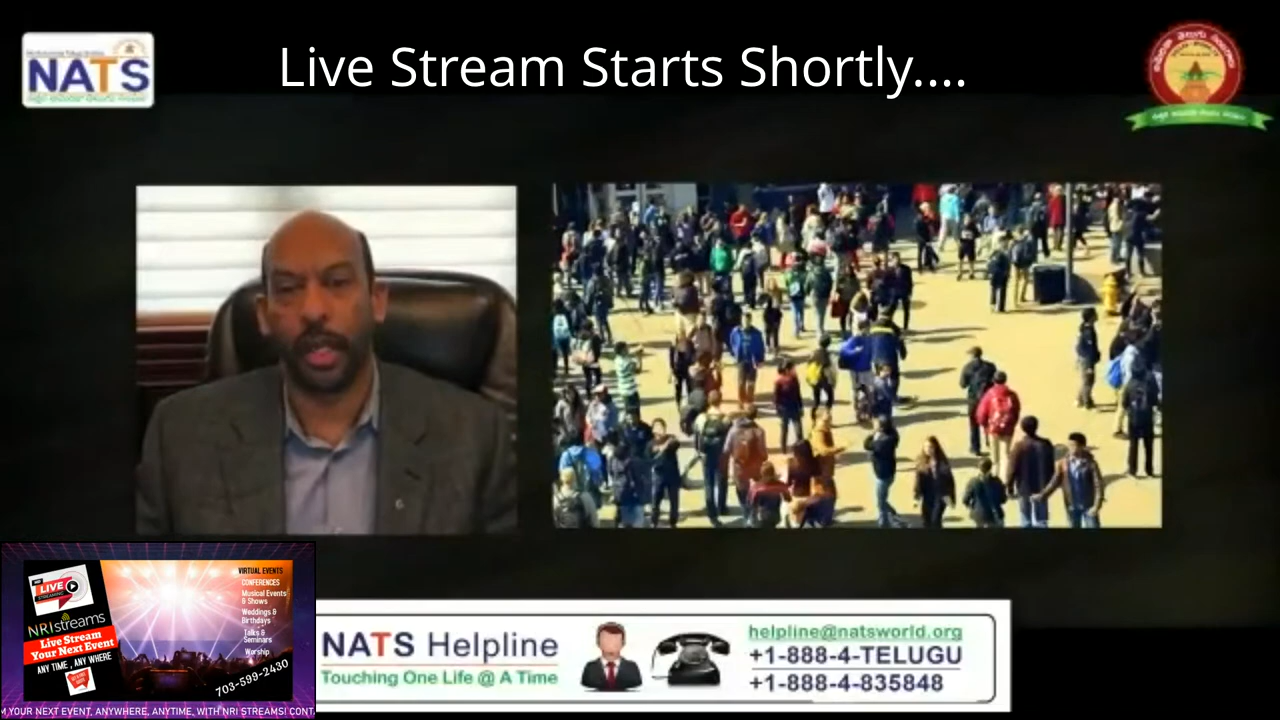 Live Stream Starts Shortly....
NATS
NRI
LIVE
STREAMING
NRIstreams
Live Stream
Your Next Event
ANY TIME , ANY WHERE
VIRTUAL EVENTS
CONFERENCES
Musical Events
& Shows
Weddings &
Birthdays
Talks &
Seminars
Worship
703-599-2430
M YOUR NEXT EVENT, ANYWHERE, ANYTIME, WITH NRI STREAMS! CONT
NATS Helpline
Touching One Life @ A Time
helpline@natsworld.org
+1-888-4-TELUGU
+1-888-4-835848